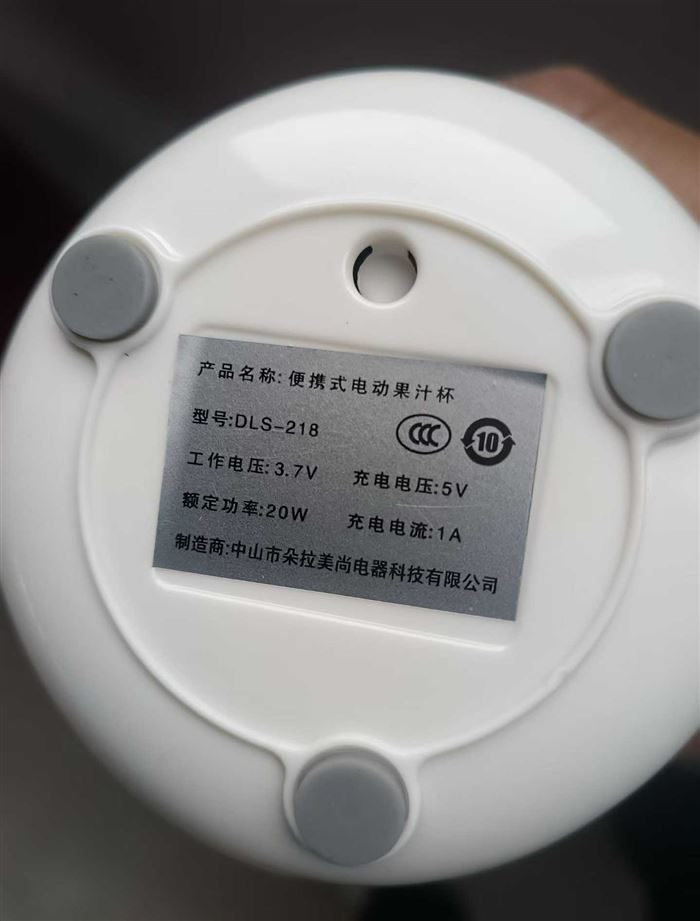 产品名称:便携式电动果汁杯
型号:DLS-218
CCC 10
工作电压:3.7V 充电电压:5V
额定功率:20W 充电电流:1A
制造商:中山市朵拉美尚电器科技有限公司